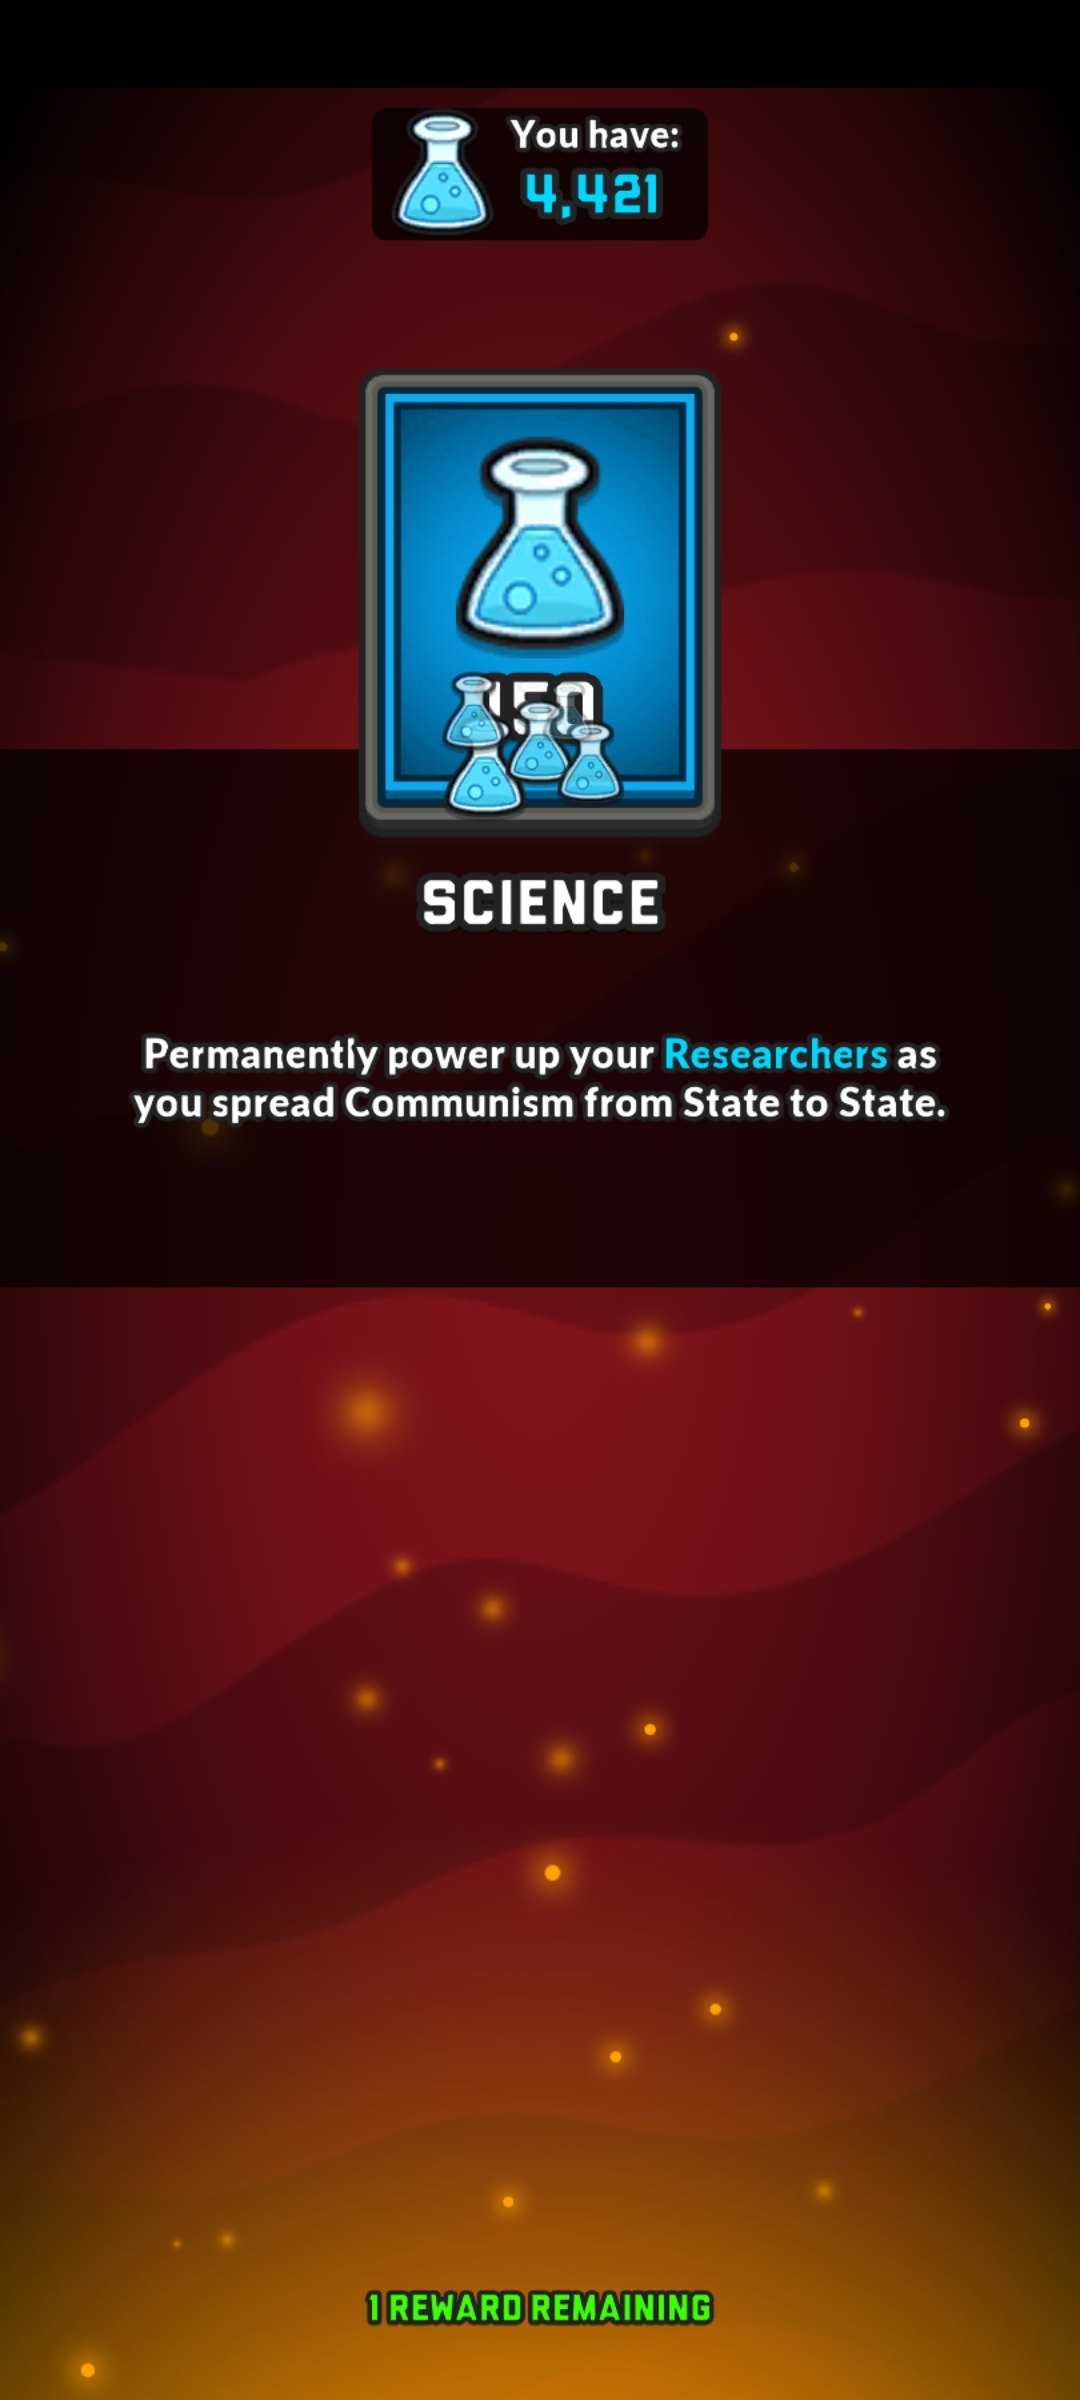 You have:
4,421
150
SCIENCE
Permanently power up your Researchers as
you spread Communism from State to State.
1 REWARD REMAINING